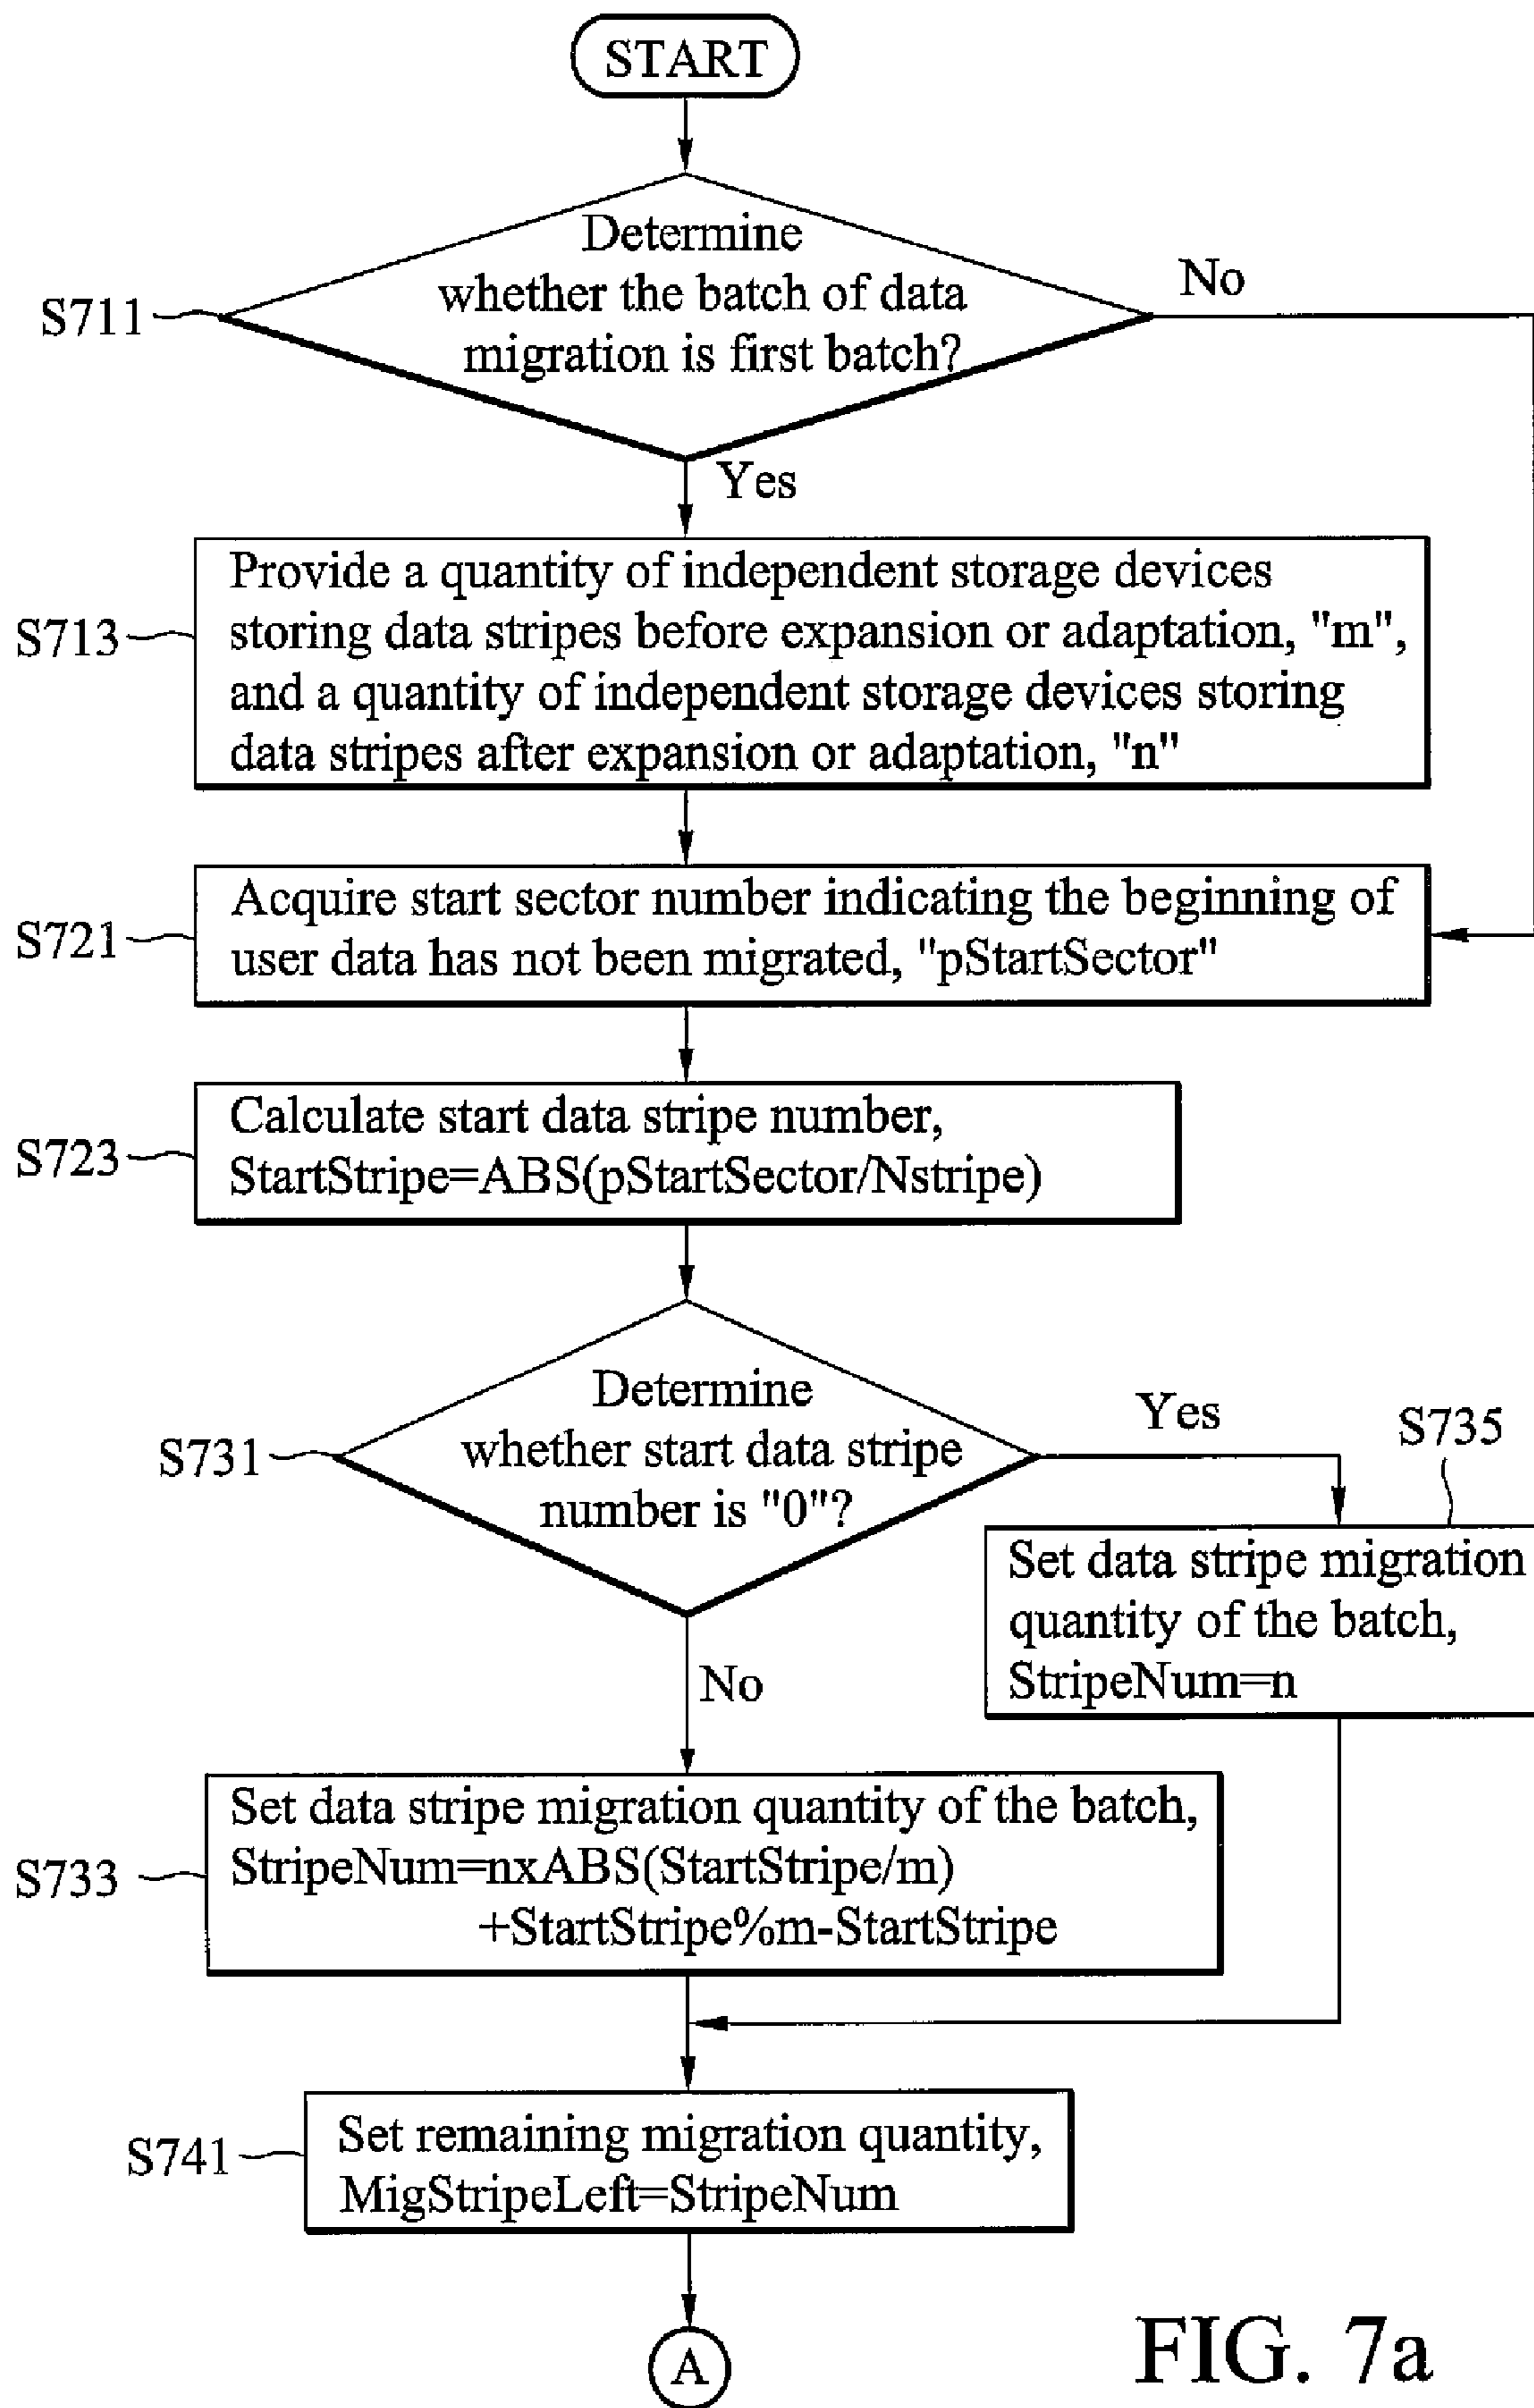 START
Determine
whether the batch of data
migration is first batch?
S711
No
Yes
Provide a quantity of independent storage devices
storing data stripes before expansion or adaptation, "m",
and a quantity of independent storage devices storing
data stripes after expansion or adaptation, "n"
S713
Acquire start sector number indicating the beginning of
user data has not been migrated, "pStartSector"
S721
Calculate start data stripe number,
StartStripe=ABS(pStartSector/Nstripe)
S723
Determine
whether start data stripe
number is "0"?
S731
Yes
S735
Set data stripe migration
quantity of the batch,
StripeNum=n
No
Set data stripe migration quantity of the batch,
StripeNum=nxABS(StartStripe/m)
+StartStripe%m-StartStripe
S733
Set remaining migration quantity,
MigStripeLeft=StripeNum
S741
A
FIG. 7a